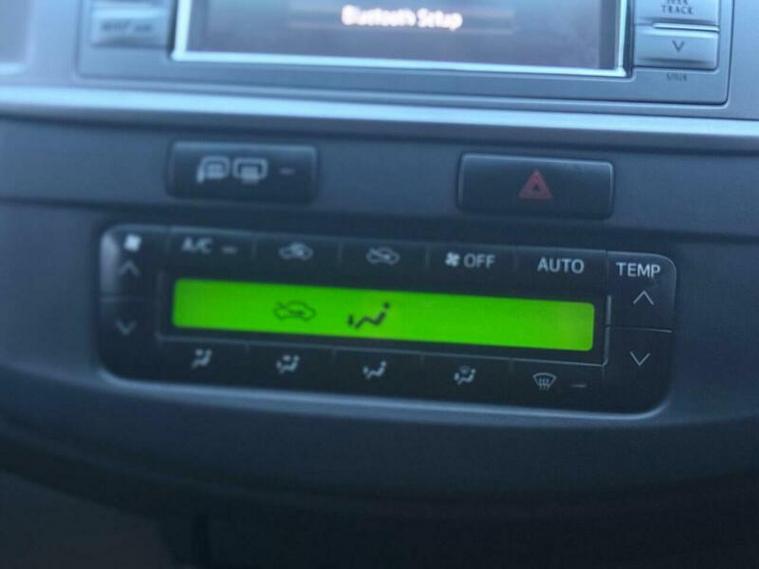 Bluetooth Setup
TRACK
A/C
OFF
AUTO
TEMP